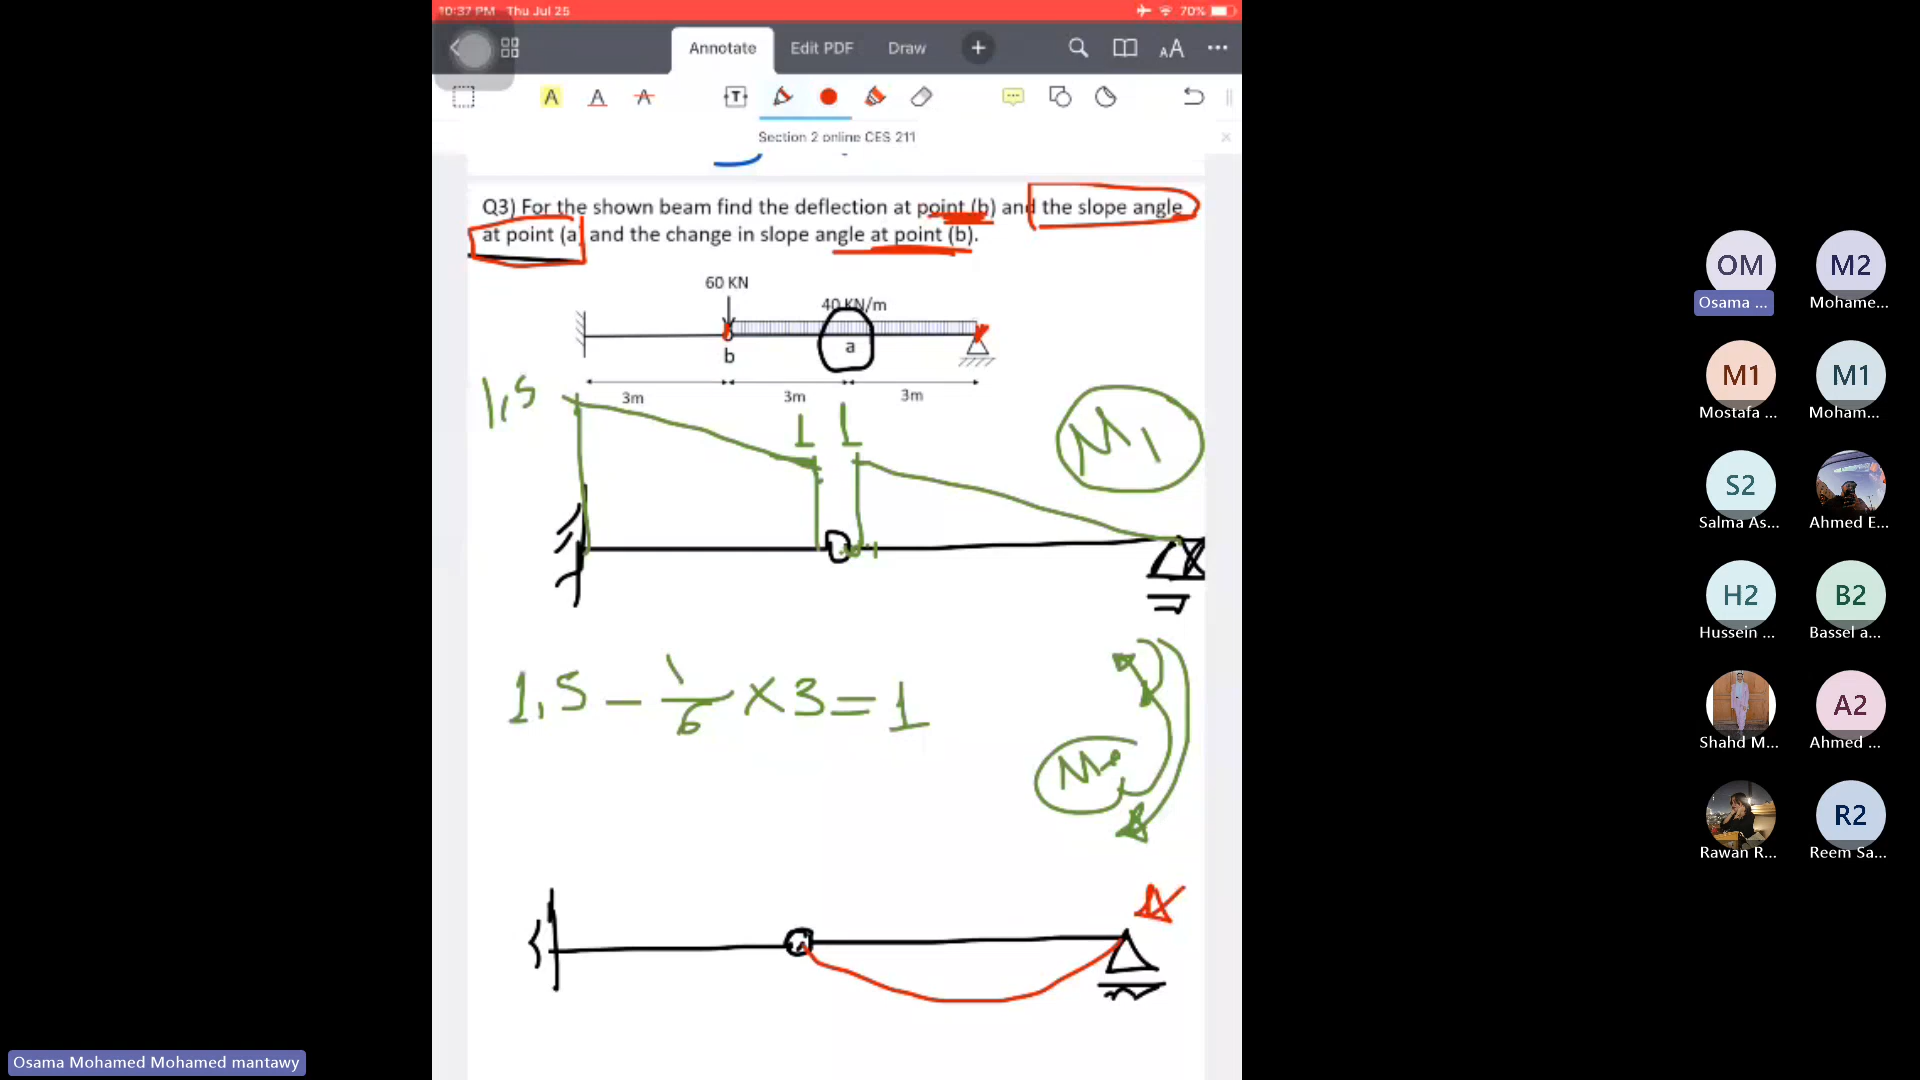 10:37 PM Thu Jul 25
70%
Annotate
Edit PDF
Draw
Section 2 online CES 211
Q3) For the shown beam find the deflection at point (b) and the slope angle
at point (a and the change in slope angle at point (b).
60 KN
40 KN/m
b
a
3m
3m
3m
1,5
1
1
M1
1,5 - 1/6 × 3 = 1
OM
Osama ...
M2
Mohame...
M1
Mostafa ...
M1
Moham...
S2
Salma As...
Ahmed E...
H2
Hussein ...
B2
Bassel a...
Shahd M...
A2
Ahmed ...
Rawan R...
R2
Reem Sa...
Osama Mohamed Mohamed mantawy